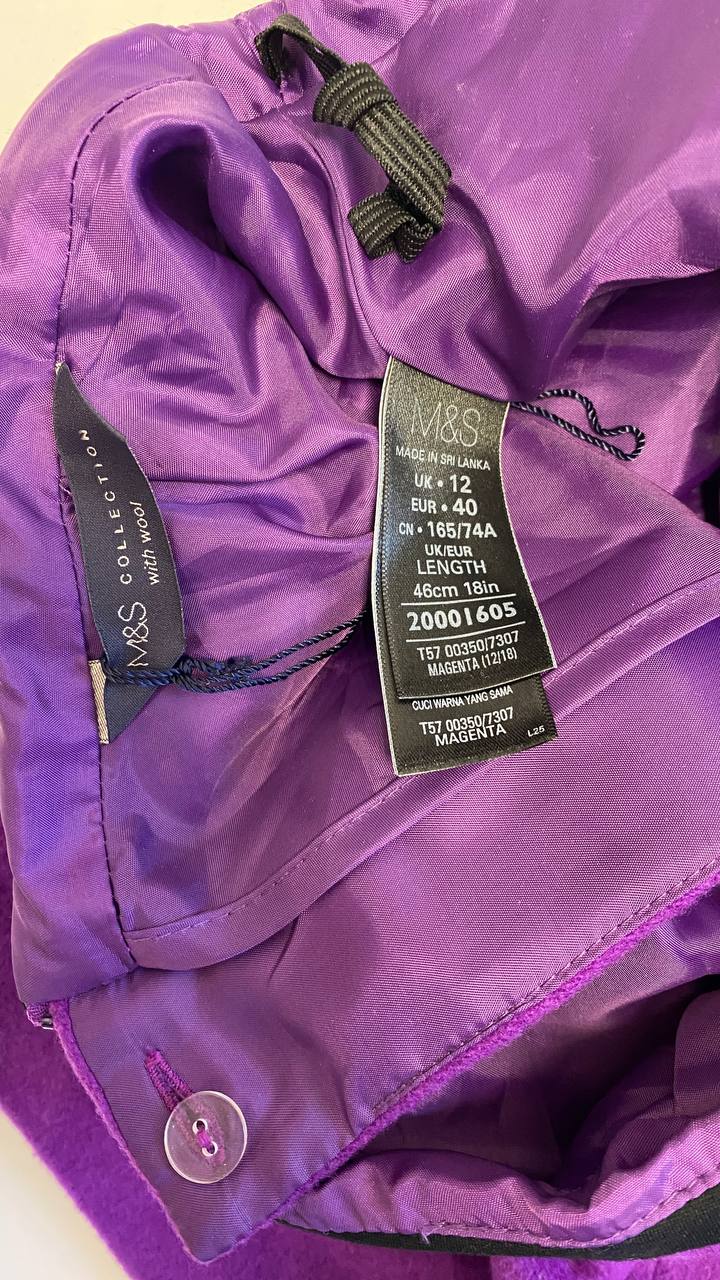 M&S COLLECTION
with wool
M&S
MADE IN SRI LANKA
UK • 12
EUR • 40
CN • 165/74A
UK/EUR
LENGTH
46cm 18in
20001605
T57 00350/7307
MAGENTA (12/18)
CUCI WARNA YANG SAMA
T57 00350/7307
MAGENTA
L25